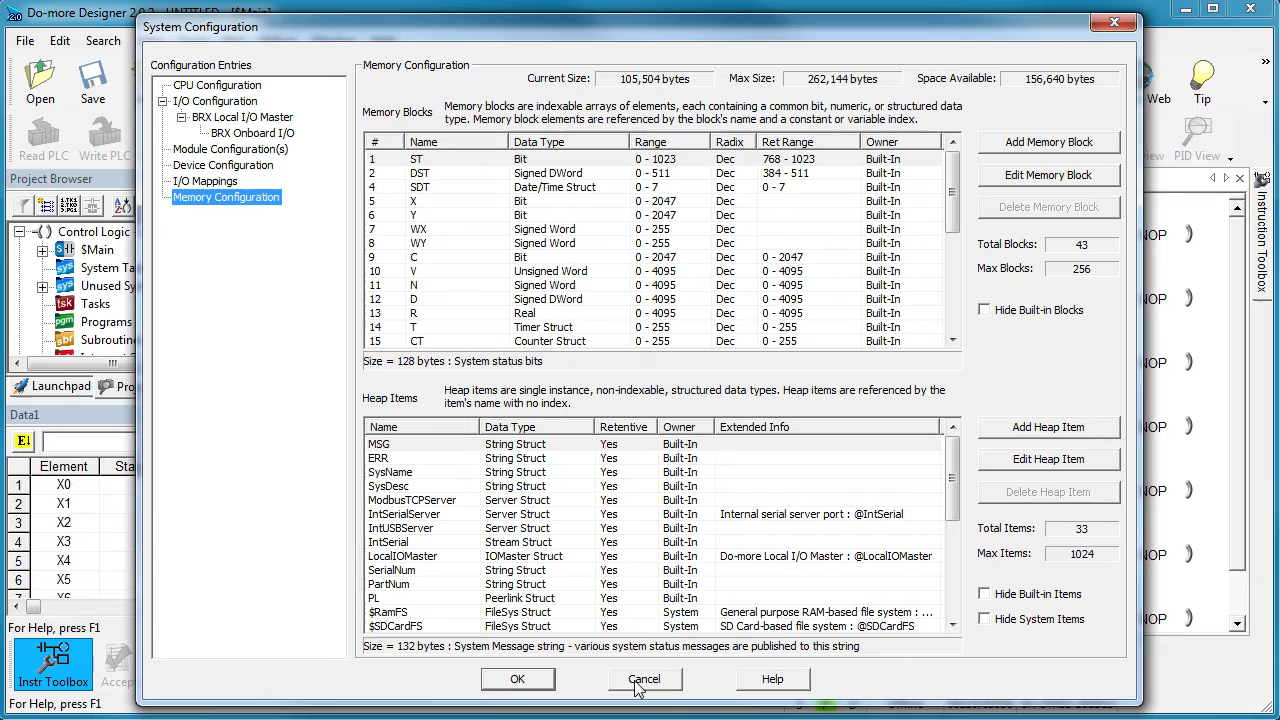 Do-more Designer 2.0.2 - UNTITLED - [$Main]
File Edit Search
Open Save
Read PLC Write PLC
Project Browser
Control Logic
$Main
System Ta
Unused Sy
Tasks
Programs
Subroutin
Launchpad Pro
Data1
Element Sta
1 X0
2 X1
3 X2
4 X3
5 X4
6 X5
For Help, press F1
Instr Toolbox Accep
For Help, press F1
System Configuration
Configuration Entries
CPU Configuration
I/O Configuration
BRX Local I/O Master
BRX Onboard I/O
Module Configuration(s)
Device Configuration
I/O Mappings
Memory Configuration
Memory Configuration
Current Size: 105,504 bytes Max Size: 262,144 bytes Space Available: 156,640 bytes
Memory Blocks
Memory blocks are indexable arrays of elements, each containing a common bit, numeric, or structured data
type. Memory block elements are referenced by the block's name and a constant or variable index.
# Name Data Type Range Radix Ret Range Owner
1 ST Bit 0 - 1023 Dec 768 - 1023 Built-In
2 DST Signed DWord 0 - 511 Dec 384 - 511 Built-In
4 SDT Date/Time Struct 0 - 7 Dec 0 - 7 Built-In
5 X Bit 0 - 2047 Dec Built-In
6 Y Bit 0 - 2047 Dec Built-In
7 WX Signed Word 0 - 255 Dec Built-In
8 WY Signed Word 0 - 255 Dec Built-In
9 C Bit 0 - 2047 Dec 0 - 2047 Built-In
10 V Unsigned Word 0 - 4095 Dec 0 - 4095 Built-In
11 N Signed Word 0 - 4095 Dec 0 - 4095 Built-In
12 D Signed DWord 0 - 4095 Dec 0 - 4095 Built-In
13 R Real 0 - 4095 Dec 0 - 4095 Built-In
14 T Timer Struct 0 - 255 Dec 0 - 255 Built-In
15 CT Counter Struct 0 - 255 Dec 0 - 255 Built-In
Size = 128 bytes : System status bits
Add Memory Block
Edit Memory Block
Delete Memory Block
Total Blocks: 43
Max Blocks: 256
Hide Built-in Blocks
Heap Items
Heap items are single instance, non-indexable, structured data types. Heap items are referenced by the
item's name with no index.
Name Data Type Retentive Owner Extended Info
MSG String Struct Yes Built-In
ERR String Struct Yes Built-In
SysName String Struct Yes Built-In
SysDesc String Struct Yes Built-In
ModbusTCPServer Server Struct Yes Built-In
IntSerialServer Server Struct Yes Built-In Internal serial server port : @IntSerial
IntUSBServer Server Struct Yes Built-In
IntSerial Stream Struct Yes Built-In
LocalIOMaster IOMaster Struct Yes Built-In Do-more Local I/O Master : @LocalIOMaster
SerialNum String Struct Yes Built-In
PartNum String Struct Yes Built-In
PL Peerlink Struct Yes Built-In
$RamFS FileSys Struct Yes System General purpose RAM-based file system : ...
$SDCardFS FileSys Struct Yes System SD Card-based file system : @SDCardFS
Size = 132 bytes : System Message string - various system status messages are published to this string
Add Heap Item
Edit Heap Item
Delete Heap Item
Total Items: 33
Max Items: 1024
Hide Built-in Items
Hide System Items
OK Cancel Help
Web Tip
PID View
Instruction Toolbox